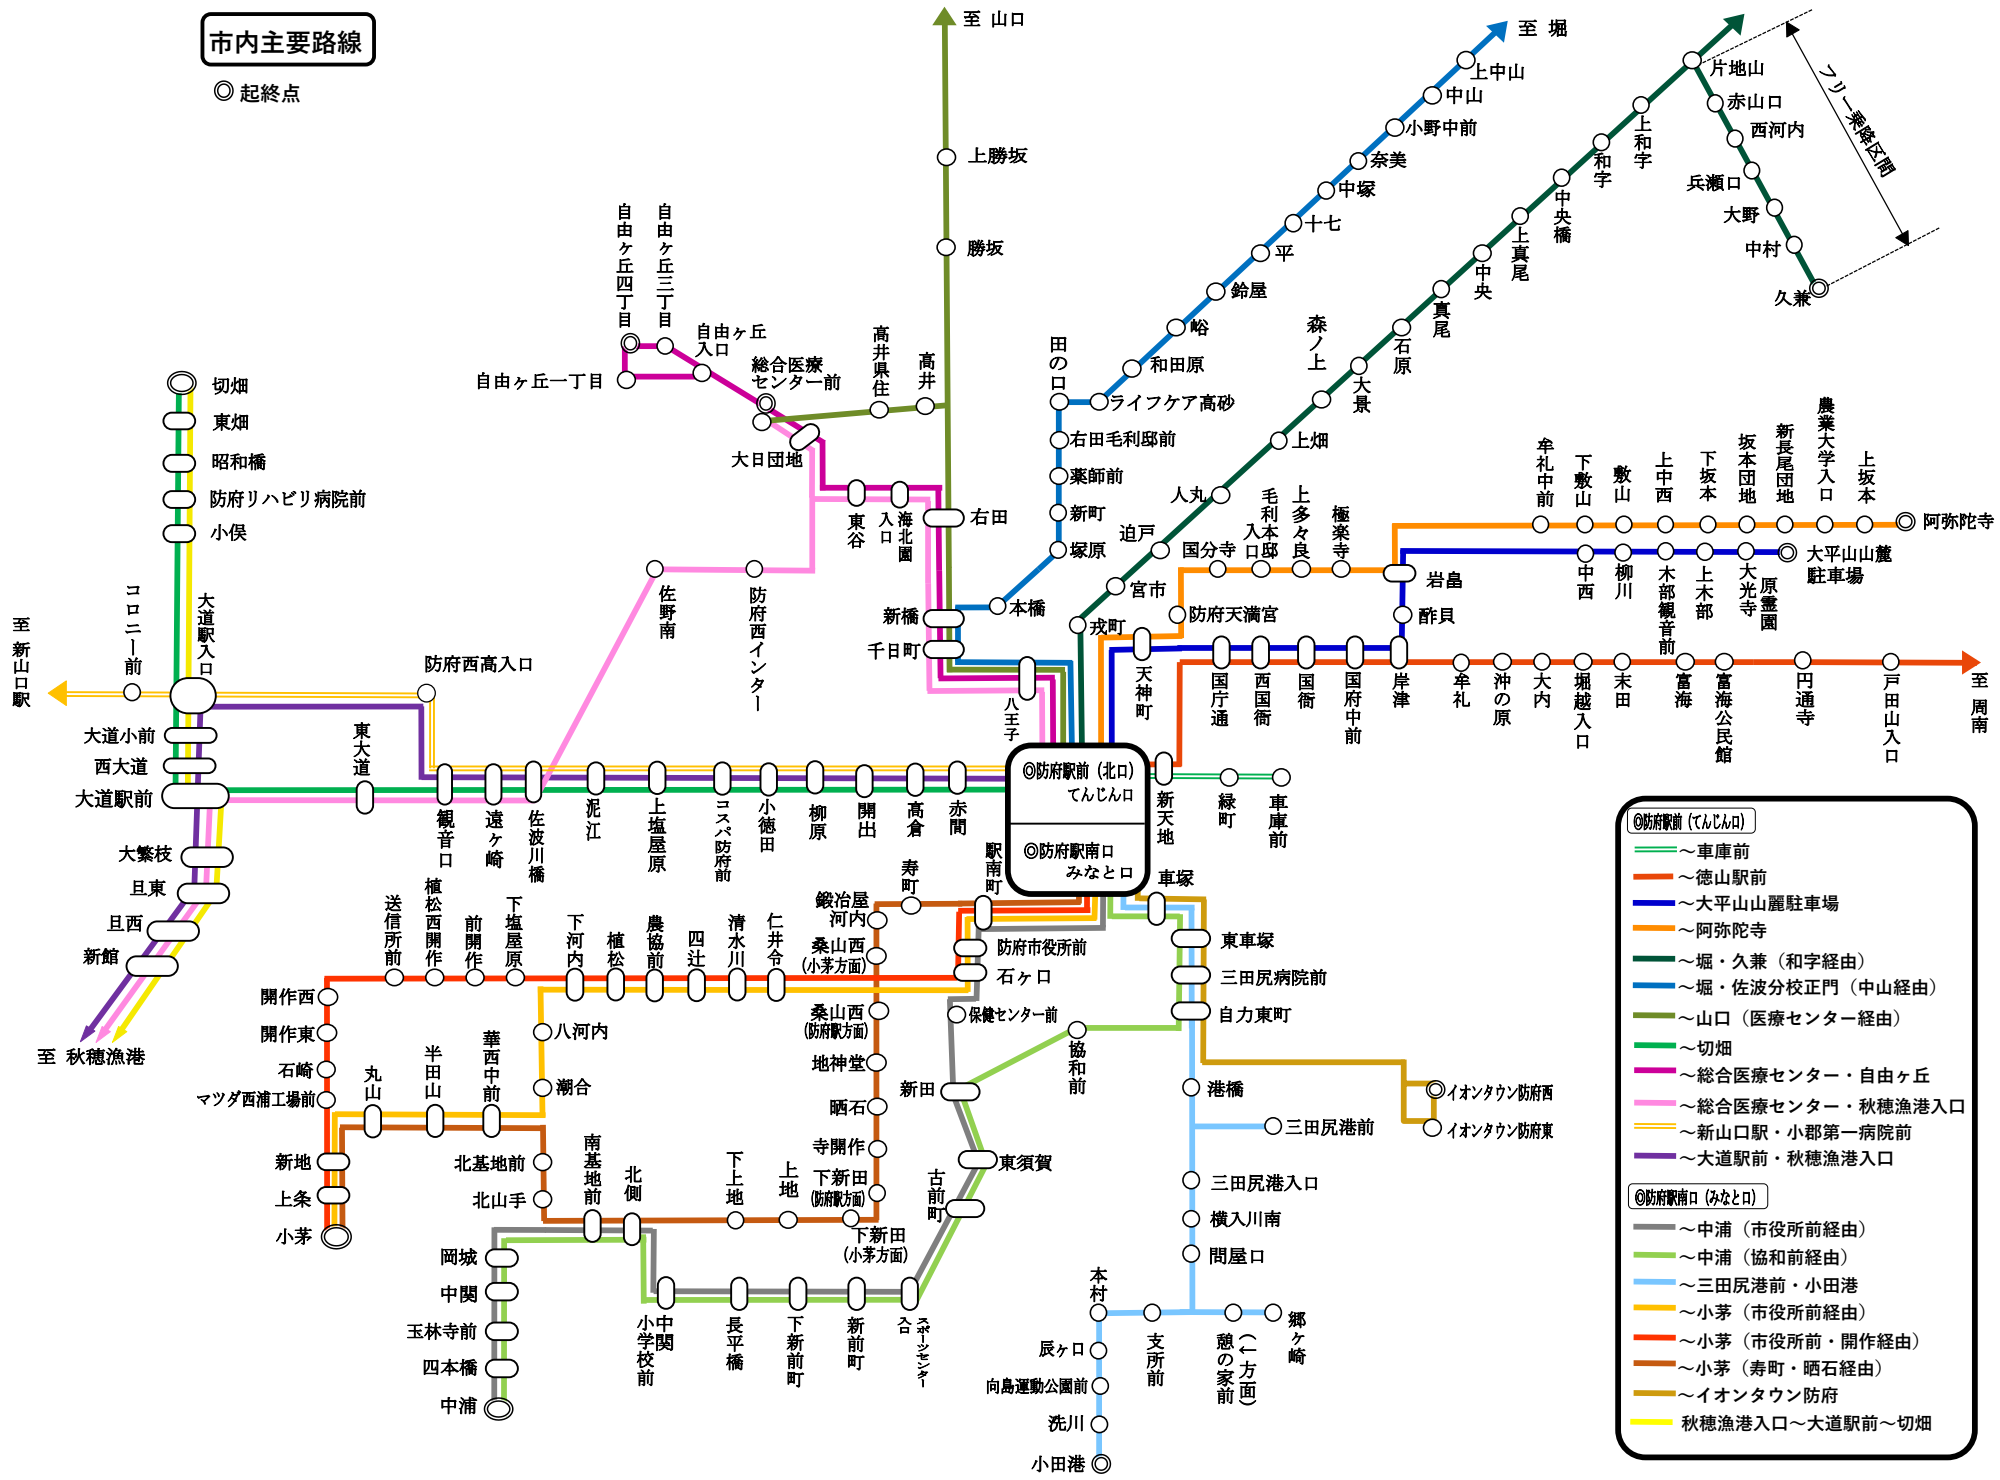 市内主要路線
起終点
至 山口
至 堀
上中山
中山
小野中前
奈美
中塚
十七
平
鈴屋
峪
和田原
ライフケア高砂
田の口
右田毛利邸前
薬師前
新町
塚原
本橋
片地山
赤山口
西河内
兵瀬口
大野
中村
久兼
フリー乗降区間
上和字
和字
中央橋
上真尾
中央
真尾
石原
大景
森ノ上
上畑
人丸
迫戸
宮市
戎町
上勝坂
勝坂
自由ヶ丘四丁目
自由ヶ丘三丁目
自由ヶ丘入口
自由ヶ丘一丁目
総合医療センター前
高井県住
高井
大日団地
東谷
海北園入口
右田
新橋
千日町
八王子
佐野南
防府西インター
切畑
東畑
昭和橋
防府リハビリ病院前
小俣
コロニー前
大道駅入口
至 新山口駅
防府西高入口
大道小前
西大道
大道駅前
東大道
観音口
遠ヶ崎
佐波川橋
泥江
上塩屋原
コスパ防府前
小徳田
柳原
開出
高倉
赤間
大繁枝
旦東
旦西
新館
至 秋穂漁港
◎防府駅前（北口）
てんじん口
◎防府駅南口
みなと口
国分寺
毛利本邸入口
上多々良
極楽寺
防府天満宮
天神町
岩畠
酢貝
牟礼中前
下敷山
敷山
上中西
下坂本
坂本団地
新長尾団地
農業大学入口
上坂本
阿弥陀寺
中西
柳川
木部観音前
上木部
大光寺原霊園
大平山山麓駐車場
国庁通
西国衙
国衙
国府中前
岸津
牟礼
沖の原
大内
堀越入口
末田
富海
富海公民館
円通寺
戸田山入口
至 周南
新天地
緑町
車庫前
駅南町
車塚
寿町
鍛冶屋河内
桑山西
(小茅方面)
桑山西
(防府駅方面)
地神堂
晒石
寺開作
下新田
(防府駅方面)
下新田
(小茅方面)
防府市役所前
石ヶ口
保健センター前
協和前
新田
東須賀
古前町
送信所前
植松西開作
前開作
下塩屋原
下河内
植松
農協前
四辻
清水川
仁井令
開作西
開作東
石崎
マツダ西浦工場前
新地
上条
小茅
丸山
半田山
華西中前
八河内
潮合
北基地前
北山手
南基地前
北側
下上地
上地
岡城
中関
玉林寺前
四本橋
中浦
中関小学校前
長平橋
下新前町
新前町
スポーツセンター入口
東車塚
三田尻病院前
自力東町
港橋
三田尻港前
三田尻港入口
横入川南
問屋口
イオンタウン防府西
イオンタウン防府東
本村
支所前
憩の家前
(←一方面)
郷ヶ崎
辰ヶ口
向島運動公園前
洗川
小田港
◎防府駅前（てんじん口）
～車庫前
～徳山駅前
～大平山山麓駐車場
～阿弥陀寺
～堀・久兼（和字経由）
～堀・佐波分校正門（中山経由）
～山口（医療センター経由）
～切畑
～総合医療センター・自由ヶ丘
～総合医療センター・秋穂漁港入口
～新山口駅・小郡第一病院前
～大道駅前・秋穂漁港入口
◎防府駅南口（みなと口）
～中浦（市役所前経由）
～中浦（協和前経由）
～三田尻港前・小田港
～小茅（市役所前経由）
～小茅（市役所前・開作経由）
～小茅（寿町・晒石経由）
～イオンタウン防府
秋穂漁港入口～大道駅前～切畑